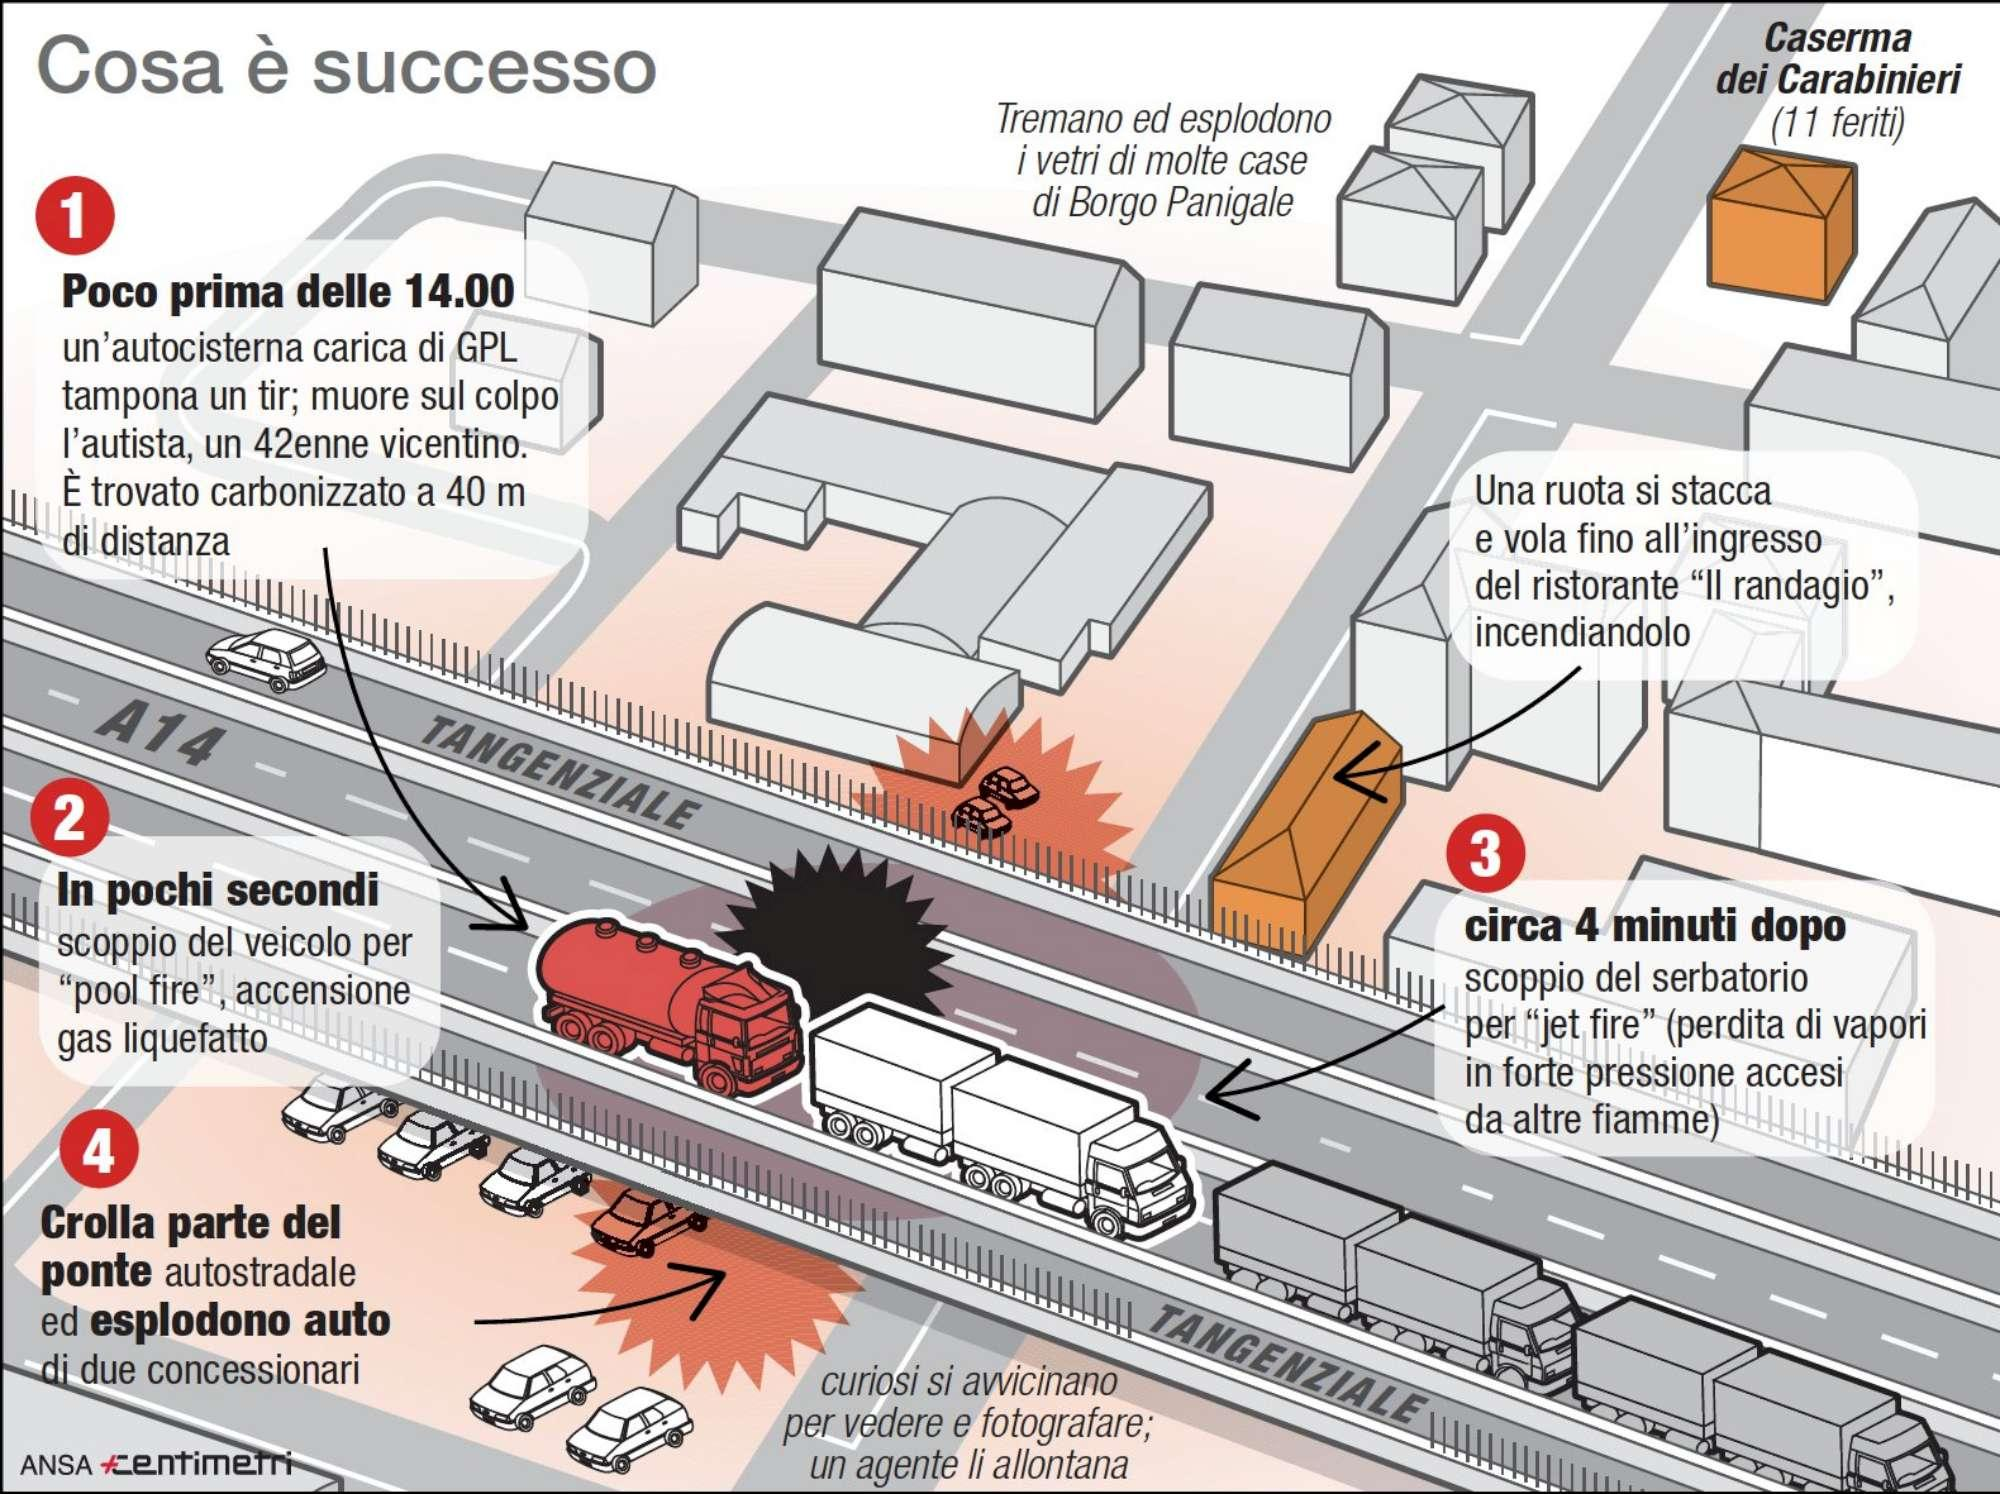 Cosa è successo
Caserma
dei Carabinieri
(11 feriti)
Tremano ed esplodono
i vetri di molte case
di Borgo Panigale
1
Poco prima delle 14.00
un'autocisterna carica di GPL
tampona un tir; muore sul colpo
l'autista, un 42enne vicentino.
È trovato carbonizzato a 40 m
di distanza
Una ruota si stacca
e vola fino all'ingresso
del ristorante “Il randagio”,
incendiandolo
A14
TANGENZIALE
2
In pochi secondi
scoppio del veicolo per
“pool fire”, accensione
gas liquefatto
3
circa 4 minuti dopo
scoppio del serbatorio
per “jet fire” (perdita di vapori
in forte pressione accesi
da altre fiamme)
4
Crolla parte del
ponte autostradale
ed esplodono auto
di due concessionari
TANGENZIALE
curiosi si avvicinano
per vedere e fotografare;
un agente li allontana
ANSA centimetri